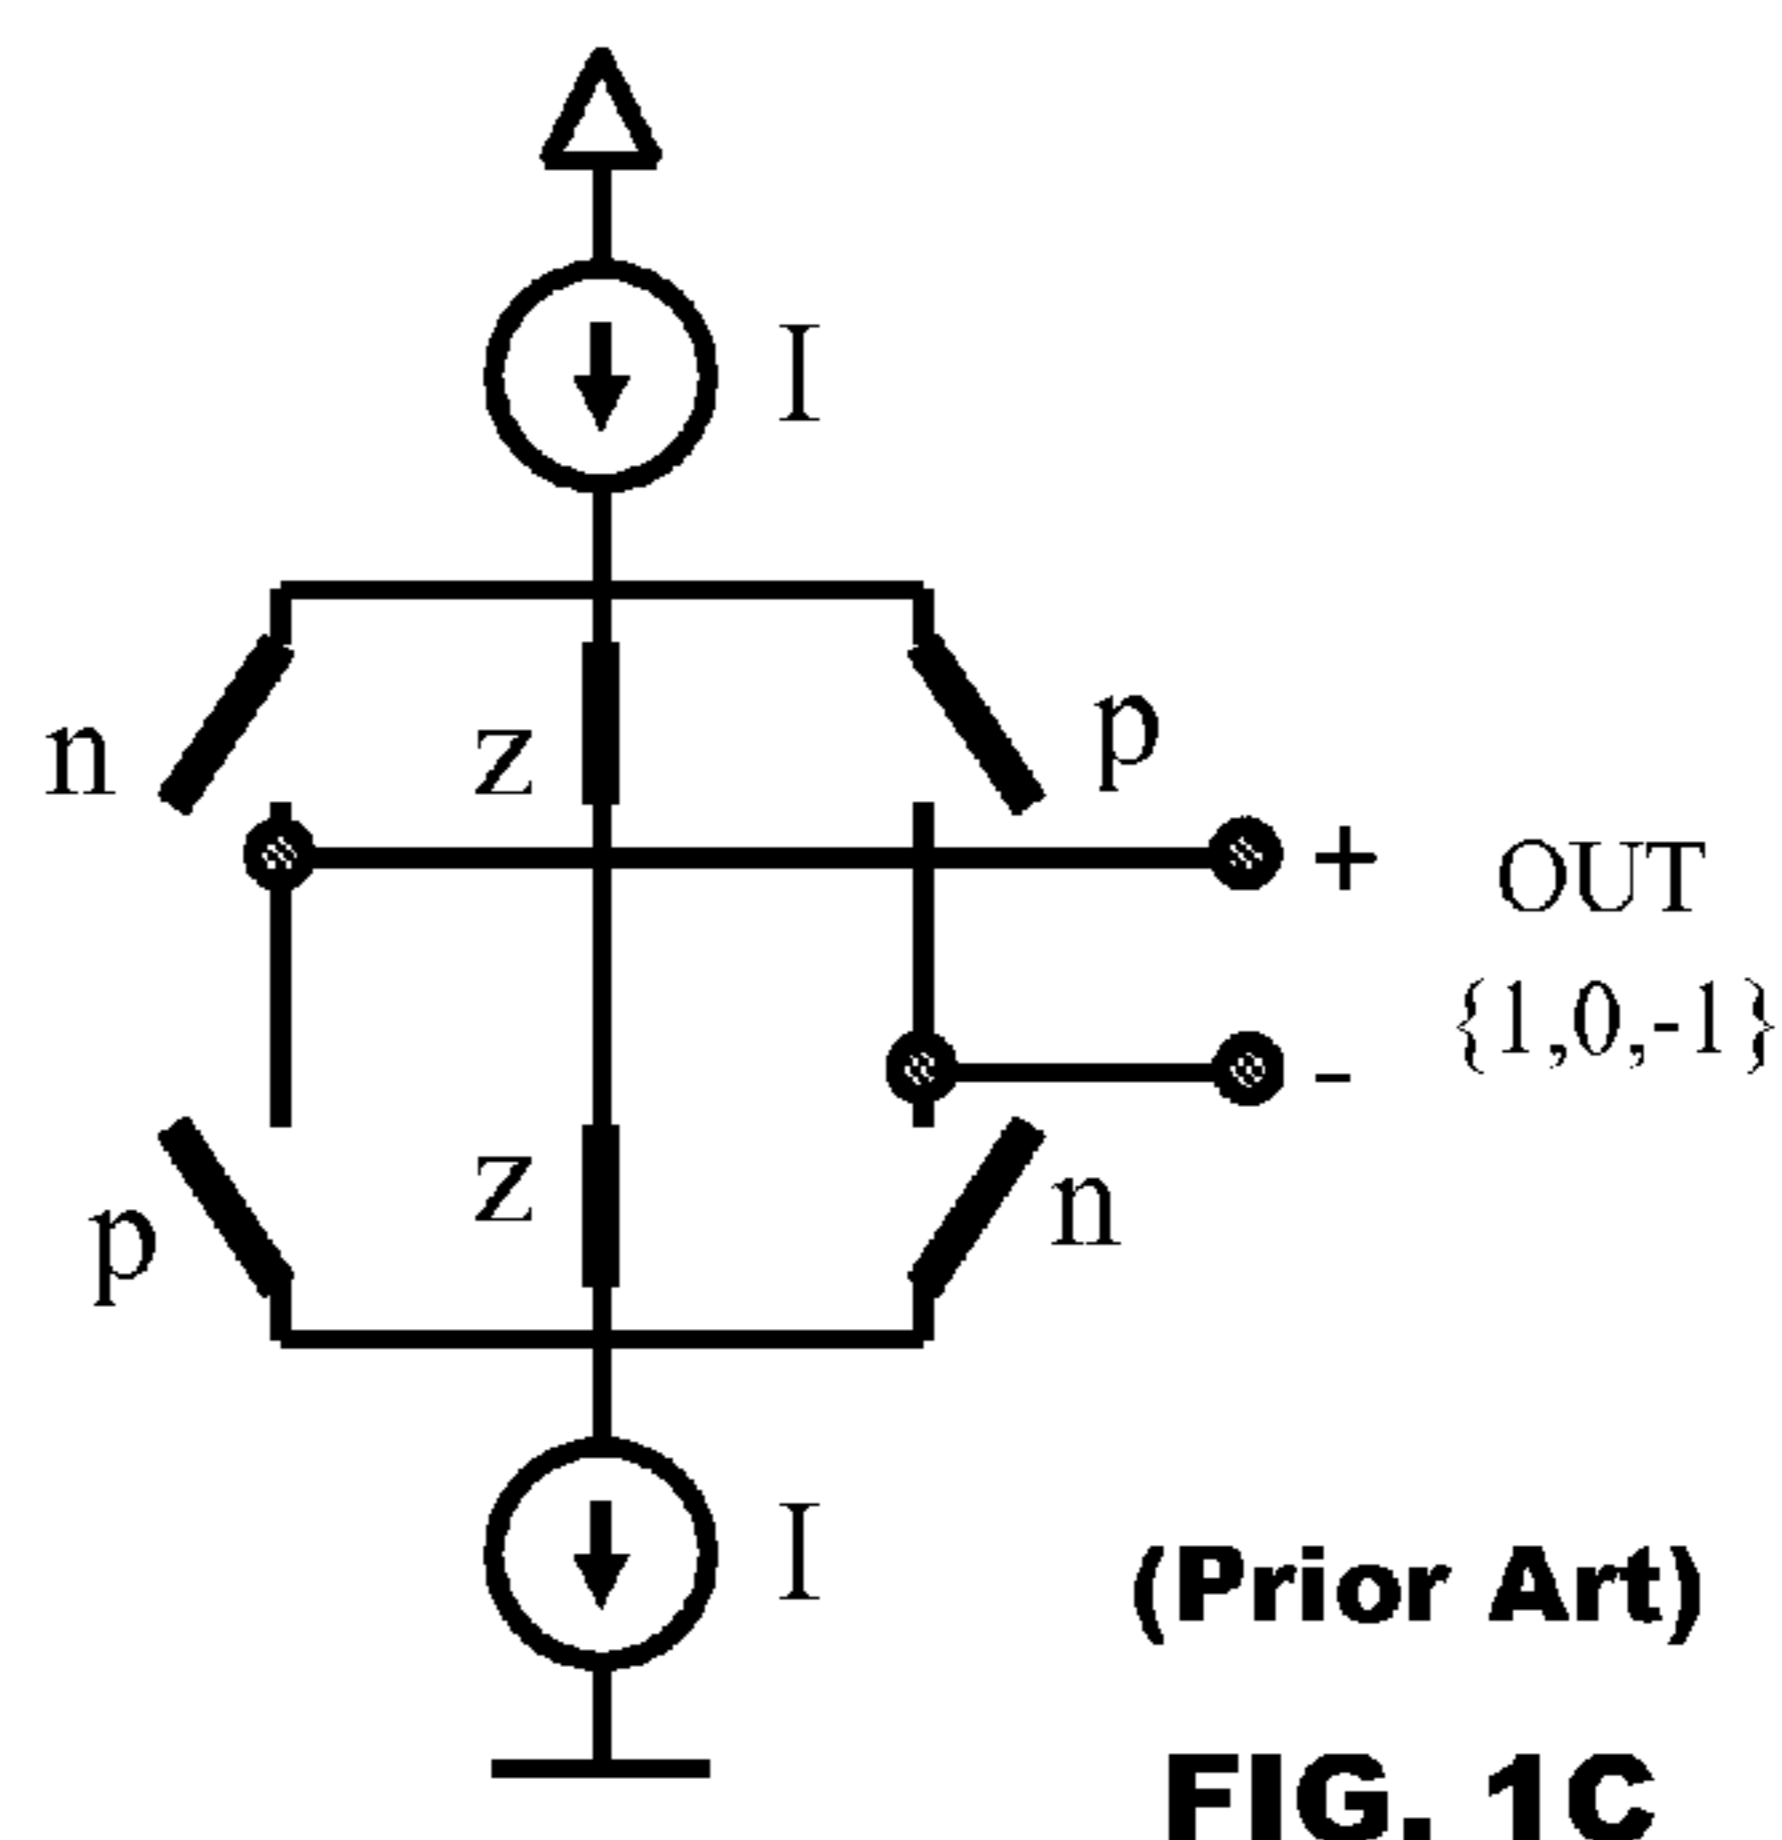 I
n
z
p
+
OUT
{1,0,-1}
-
z
n
p
I
(Prior Art)
FIG. 1C